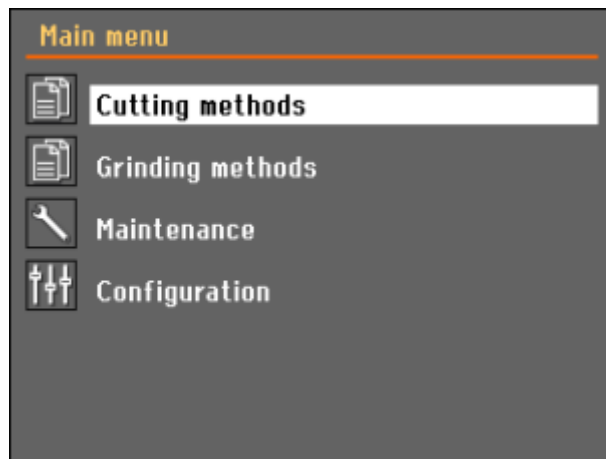 Main menu
Cutting methods
Grinding methods
Maintenance
Configuration